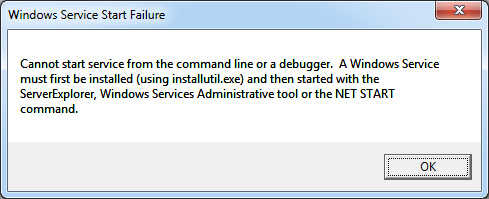 Windows Service Start Failure
Cannot start service from the command line or a debugger.  A Windows Service
must first be installed (using installutil.exe) and then started with the
ServerExplorer, Windows Services Administrative tool or the NET START
command.
OK